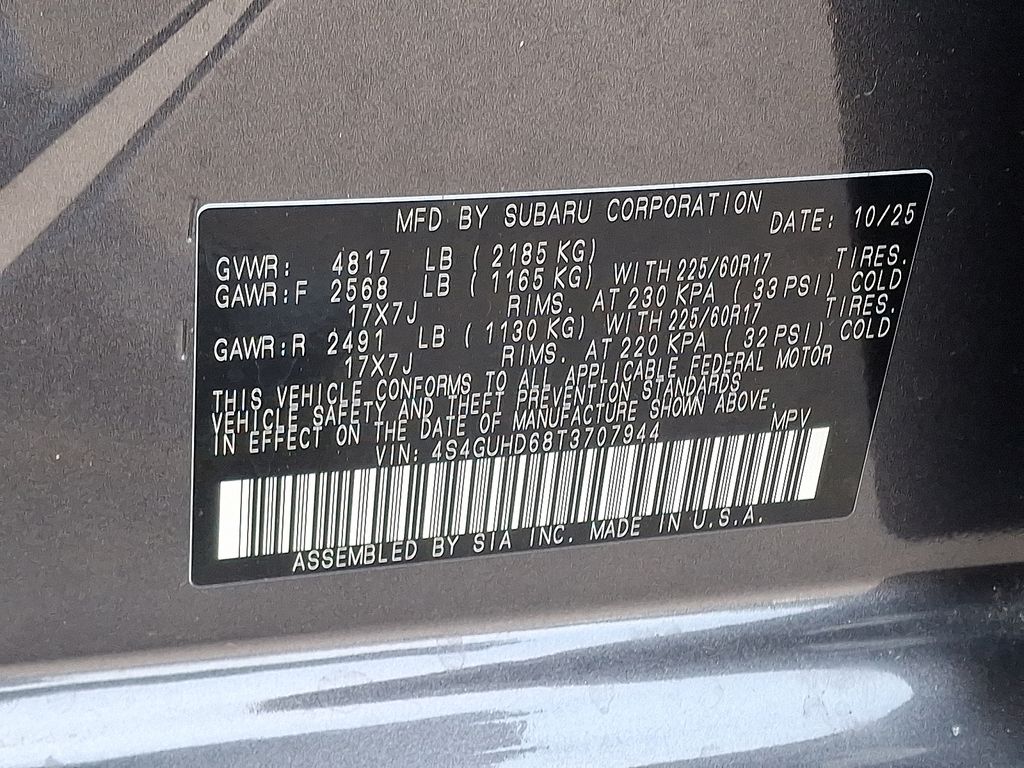 MFD BY SUBARU CORPORATION DATE: 10/25
GVWR: 4817 LB ( 2185 KG)
GAWR:F 2568 LB ( 1165 KG) WITH 225/60R17 TIRES.
17X7J RIMS. AT 230 KPA ( 33 PSI) COLD
GAWR:R 2491 LB ( 1130 KG) WITH 225/60R17 TIRES.
17X7J RIMS. AT 220 KPA ( 32 PSI) COLD
THIS VEHICLE CONFORMS TO ALL APPLICABLE FEDERAL MOTOR
VEHICLE SAFETY AND THEFT PREVENTION STANDARDS
IN EFFECT ON THE DATE OF MANUFACTURE SHOWN ABOVE.
VIN: 4S4GUHD68T3707944 MPV
ASSEMBLED BY SIA INC. MADE IN U.S.A.